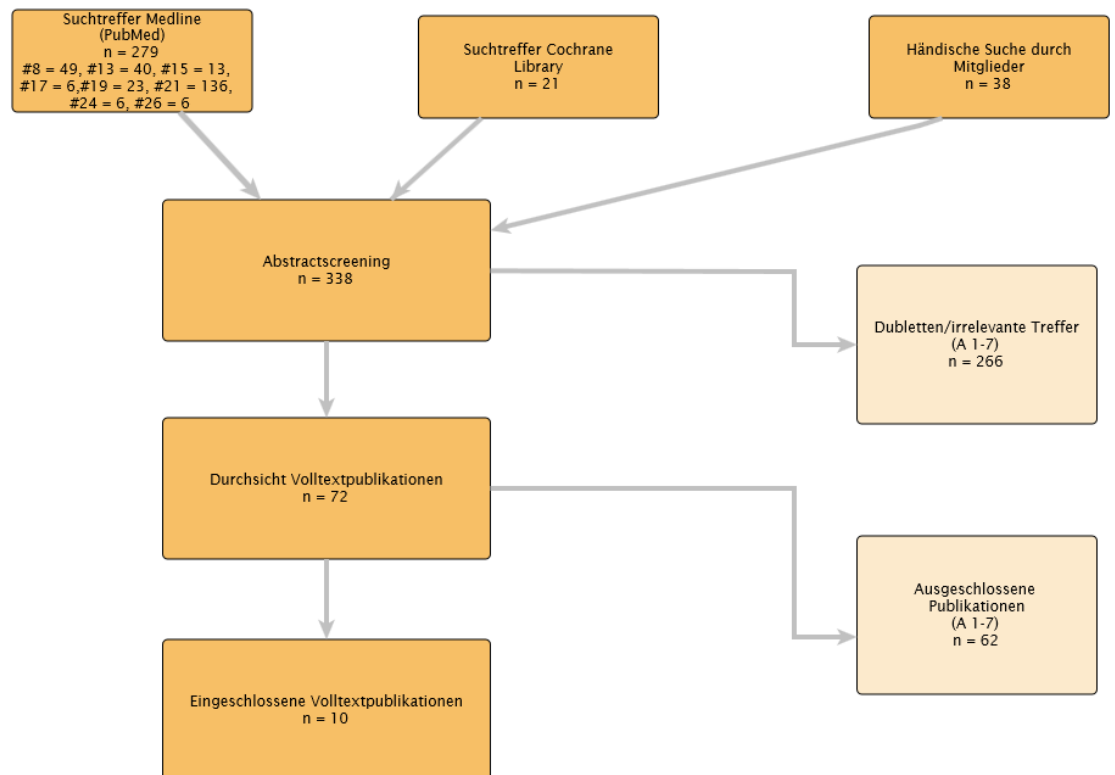 Suchtreffer Medline
(PubMed)
n = 279
#8 = 49, #13 = 40, #15 = 13,
#17 = 6,#19 = 23, #21 = 136,
#24 = 6, #26 = 6
Suchtreffer Cochrane
Library
n = 21
Händische Suche durch
Mitglieder
n = 38
Abstractscreening
n = 338
Dubletten/irrelevante Treffer
(A 1-7)
n = 266
Durchsicht Volltextpublikationen
n = 72
Ausgeschlossene
Publikationen
(A 1-7)
n = 62
Eingeschlossene Volltextpublikationen
n = 10